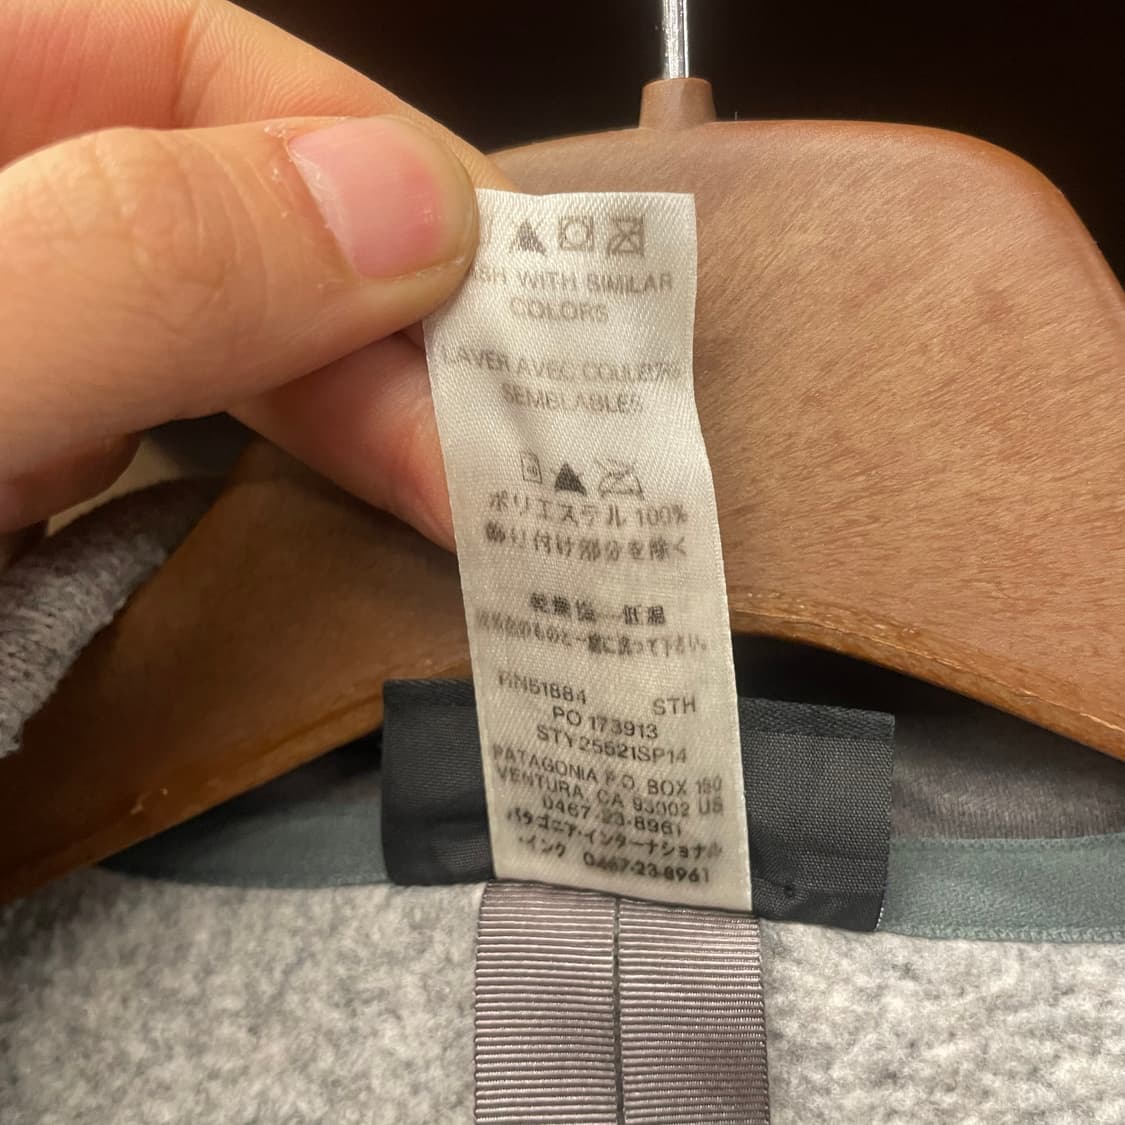 WITH SIMILAR
COLORS
LAVER AVEC COULEURS
SEMBLABLES
ポリエステル 100%
飾り付け部分を除く
乾燥機 低温
STH
RN51884
PO 173913
STY25521SP14
PATAGONIA P O BOX 150
VENTURA, CA 93002 US
0467-23-8961
パタゴニア・インターナショナル
・インク 0467-23-8961